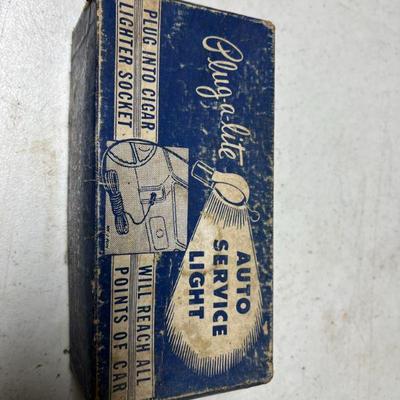 Plug-a-lite
AUTO
SERVICE
LIGHT
PLUG INTO CIGAR
LIGHTER SOCKET
WILL REACH ALL
POINTS OF CAR